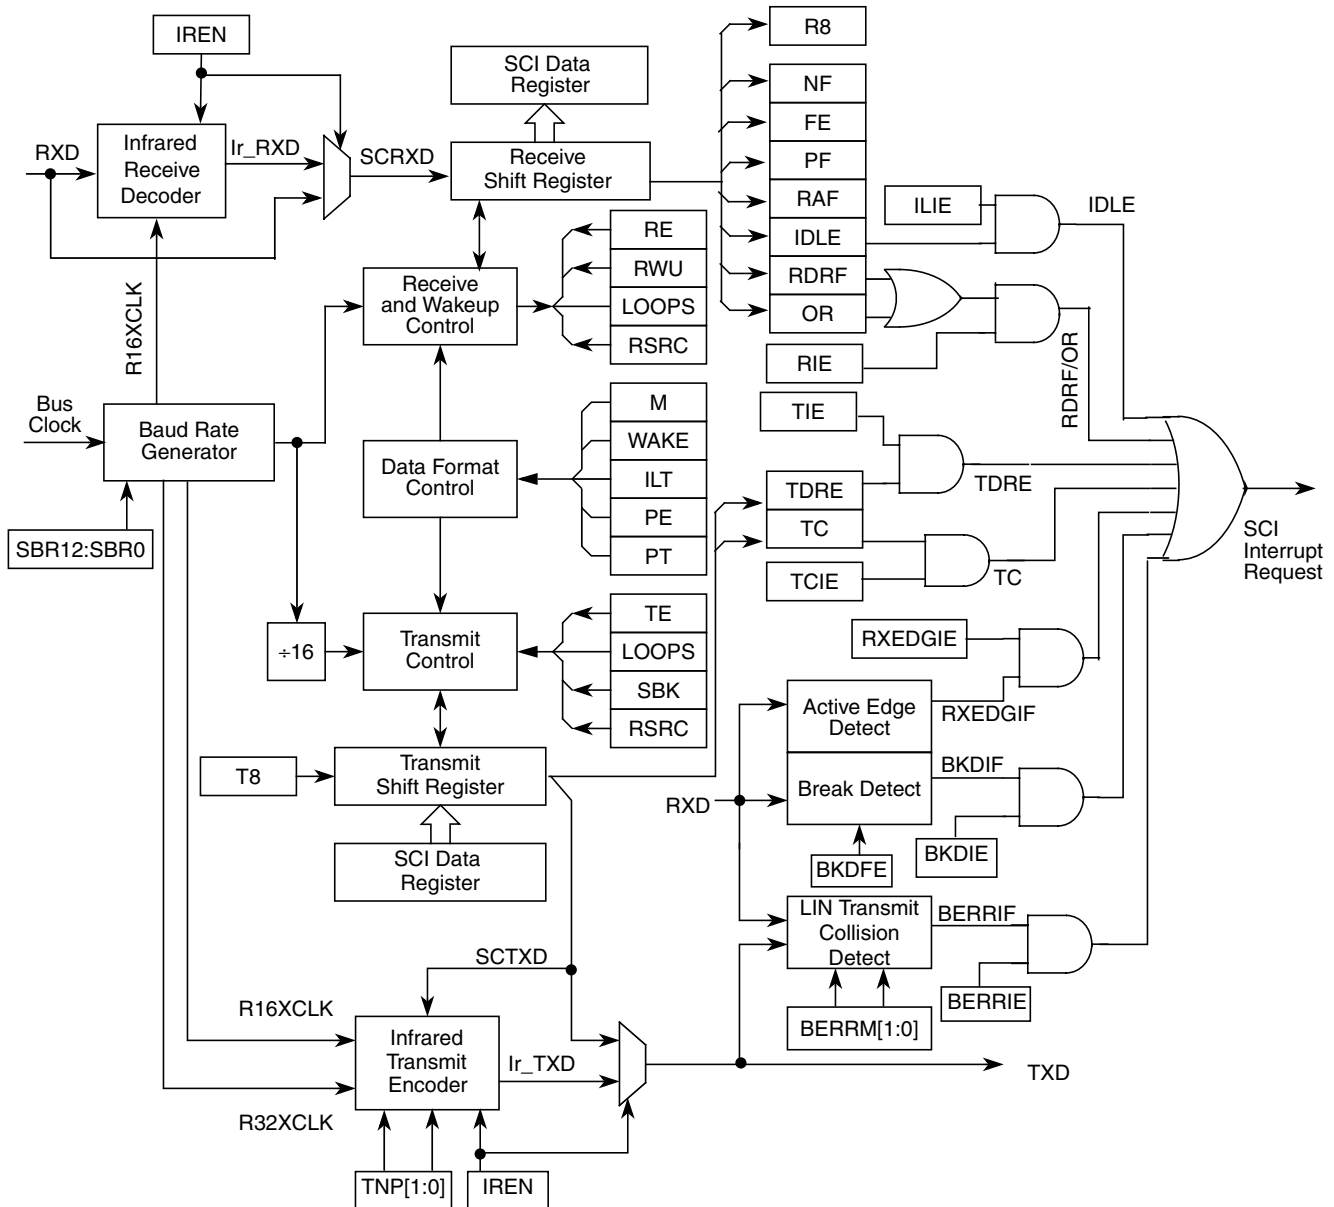 IREN
SCI Data
Register
R8
NF
FE
PF
RAF
IDLE
RDRF
OR
RXD
Infrared
Receive
Decoder
Ir_RXD
SCRXD
Receive
Shift Register
ILIE
IDLE
RE
RWU
LOOPS
RSRC
Receive
and Wakeup
Control
R16XCLK
RIE
RDRF/OR
Bus
Clock
Baud Rate
Generator
M
WAKE
ILT
PE
PT
Data Format
Control
TIE
TDRE
TC
TCIE
TDRE
TC
SCI
Interrupt
Request
SBR12:SBR0
÷16
Transmit
Control
TE
LOOPS
SBK
RSRC
RXEDGIE
Active Edge
Detect
RXEDGIF
T8
Transmit
Shift Register
RXD
Break Detect
BKDIF
BKDIE
BKDFE
SCI Data
Register
LIN Transmit
Collision
Detect
BERRIF
BERRIE
BERRM[1:0]
SCTXD
R16XCLK
Infrared
Transmit
Encoder
Ir_TXD
R32XCLK
TXD
TNP[1:0]
IREN